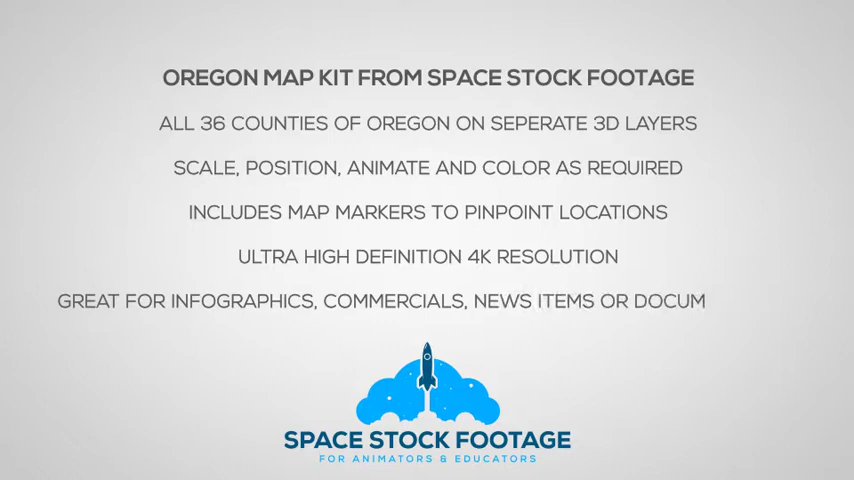 OREGON MAP KIT FROM SPACE STOCK FOOTAGE
ALL 36 COUNTIES OF OREGON ON SEPERATE 3D LAYERS
SCALE, POSITION, ANIMATE AND COLOR AS REQUIRED
INCLUDES MAP MARKERS TO PINPOINT LOCATIONS
ULTRA HIGH DEFINITION 4K RESOLUTION
GREAT FOR INFOGRAPHICS, COMMERCIALS, NEWS ITEMS OR DOCUM
SPACE STOCK FOOTAGE
FOR ANIMATORS & EDUCATORS